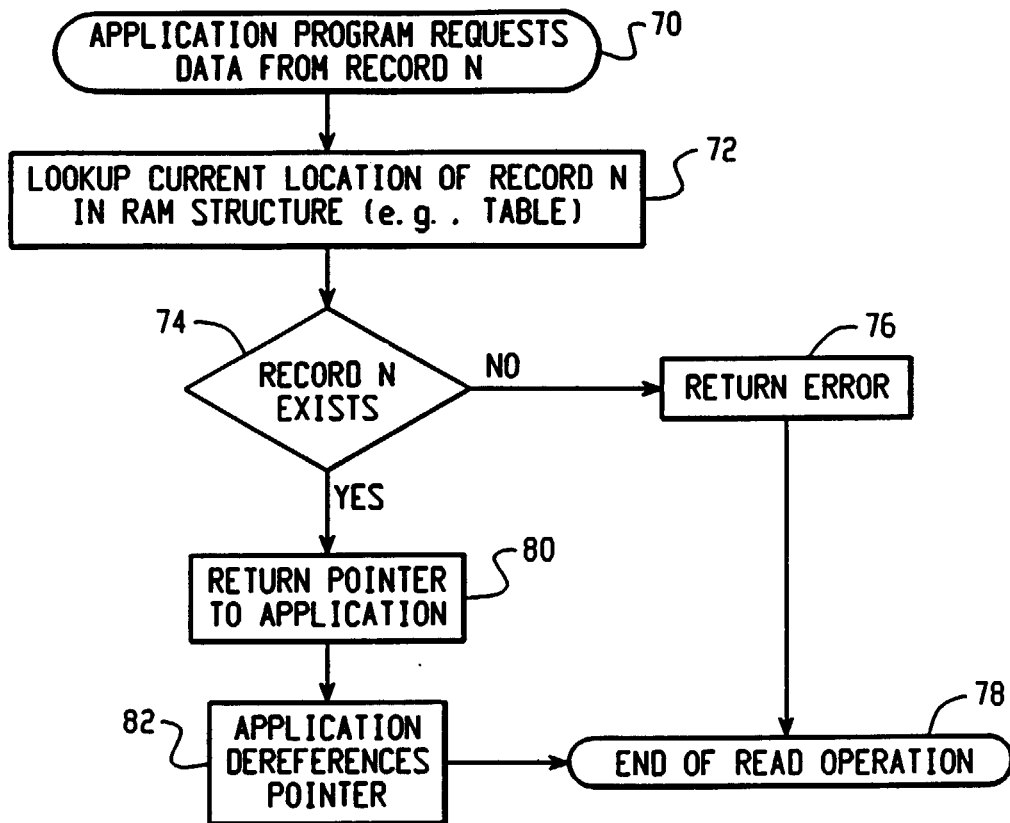 APPLICATION PROGRAM REQUESTS
DATA FROM RECORD N
70
LOOKUP CURRENT LOCATION OF RECORD N
IN RAM STRUCTURE (e.g., TABLE)
72
74
RECORD N
EXISTS
NO
76
RETURN ERROR
YES
80
RETURN POINTER
TO APPLICATION
82
APPLICATION
DEREFERENCES
POINTER
78
END OF READ OPERATION